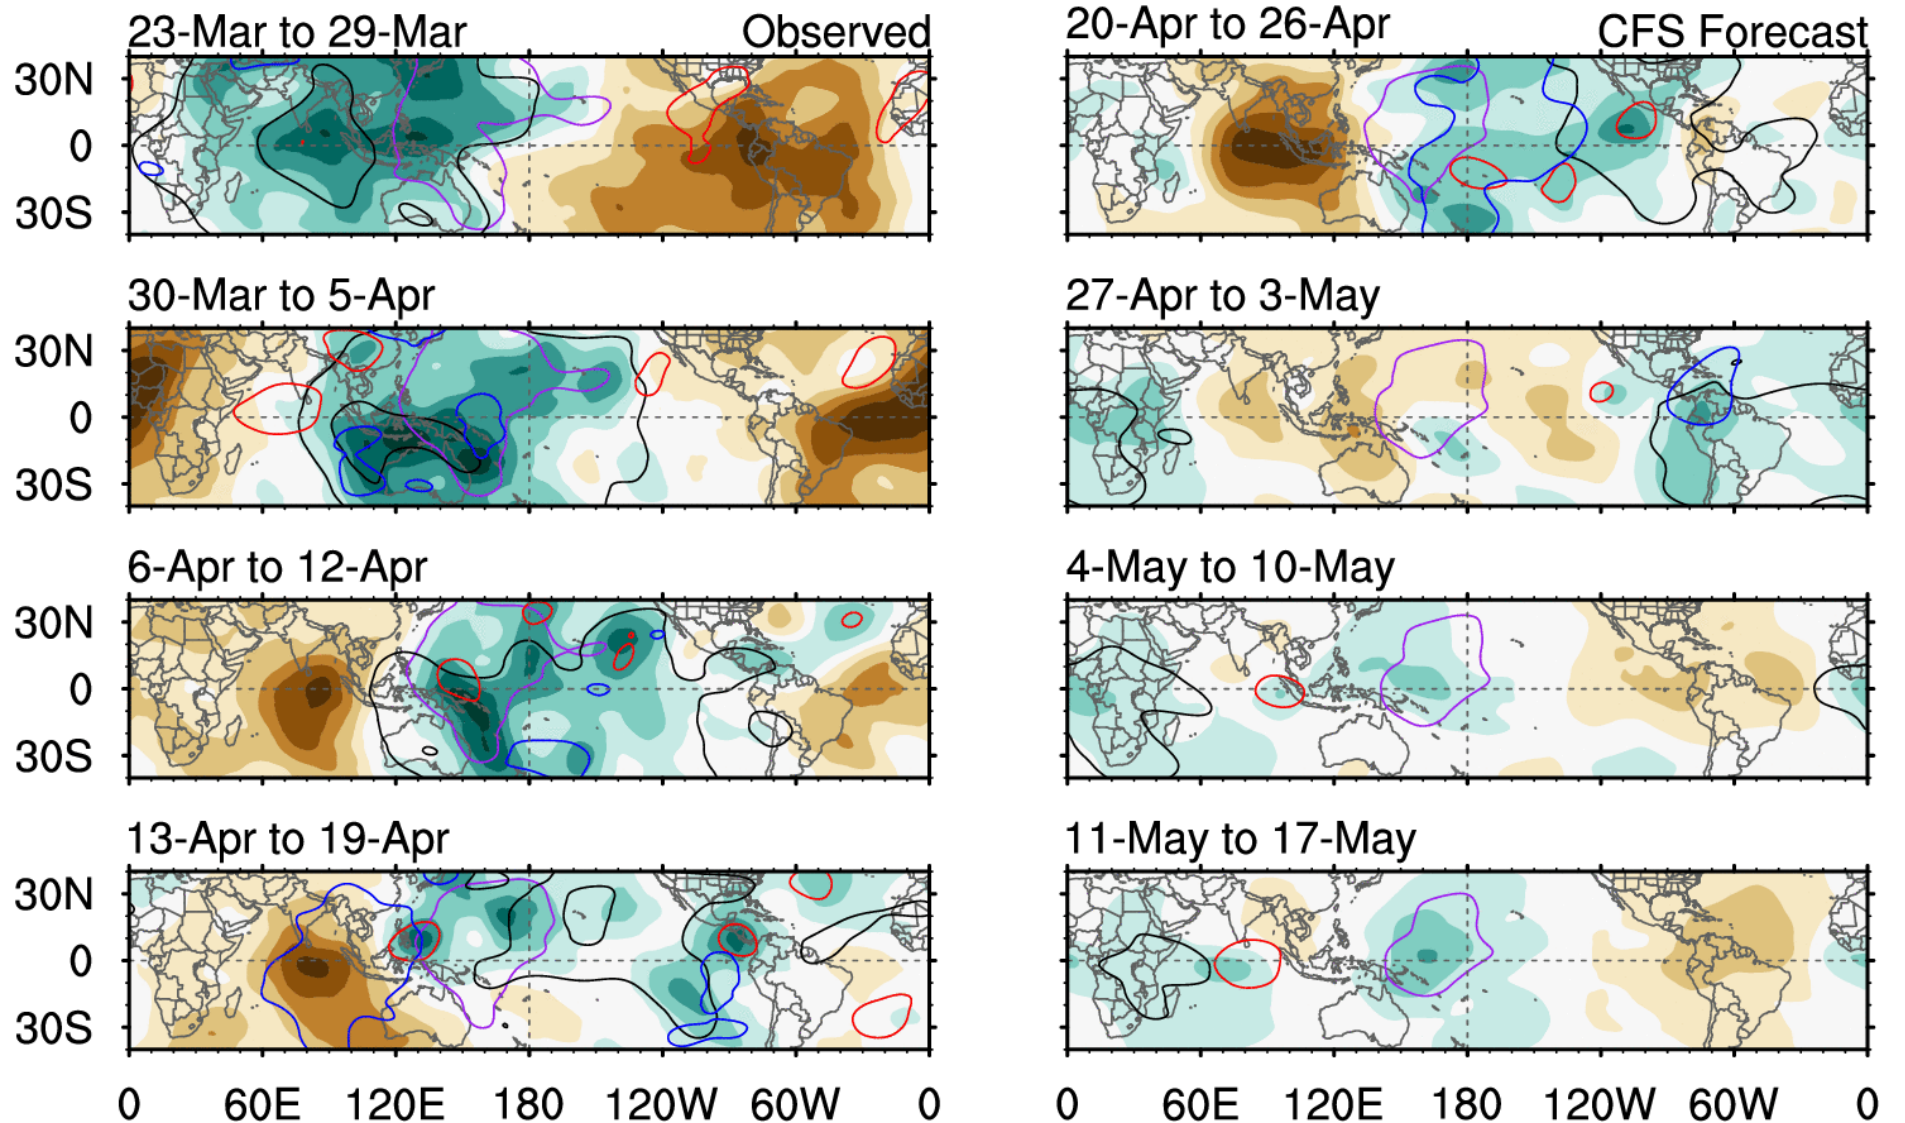 23-Mar to 29-Mar Observed
30N
0
30S
30-Mar to 5-Apr
30N
0
30S
6-Apr to 12-Apr
30N
0
30S
13-Apr to 19-Apr
30N
0
30S
0 60E 120E 180 120W 60W 0
20-Apr to 26-Apr CFS Forecast
27-Apr to 3-May
4-May to 10-May
11-May to 17-May
0 60E 120E 180 120W 60W 0